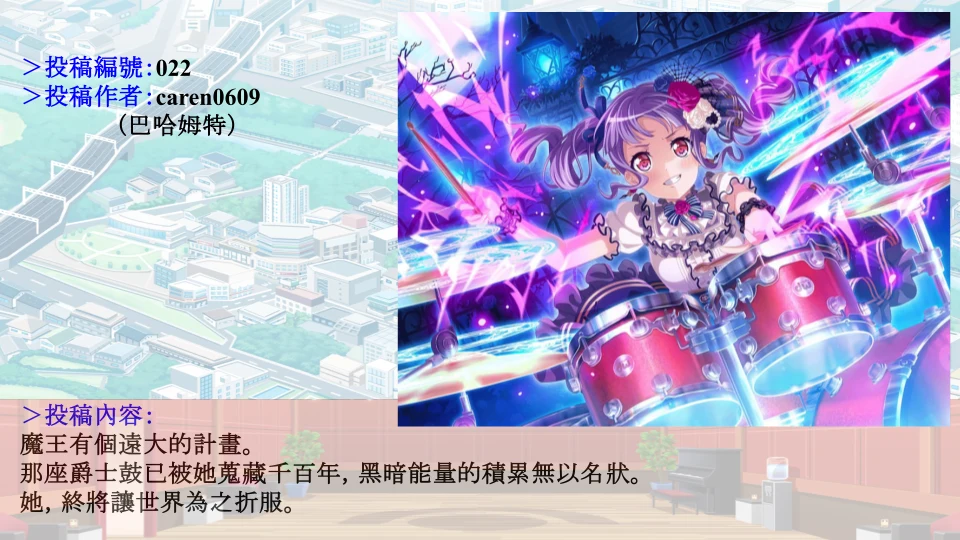 ＞投稿編號：022
＞投稿作者：caren0609
（巴哈姆特）
＞投稿內容：
魔王有個遠大的計畫。
那座爵士鼓已被她蒐藏千百年，黑暗能量的積累無以名狀。
她，終將讓世界為之折服。